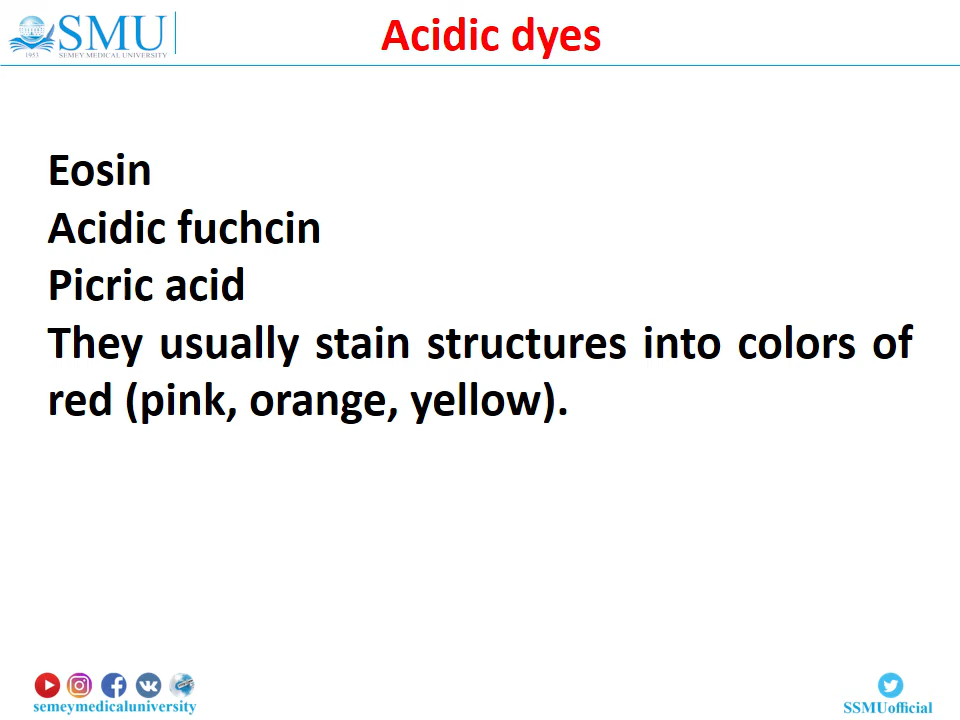 SMU
SEMEY MEDICAL UNIVERSITY
1953
Acidic dyes
Eosin
Acidic fuchcin
Picric acid
They usually stain structures into colors of
red (pink, orange, yellow).
semeymedicaluniversity
SSMUofficial